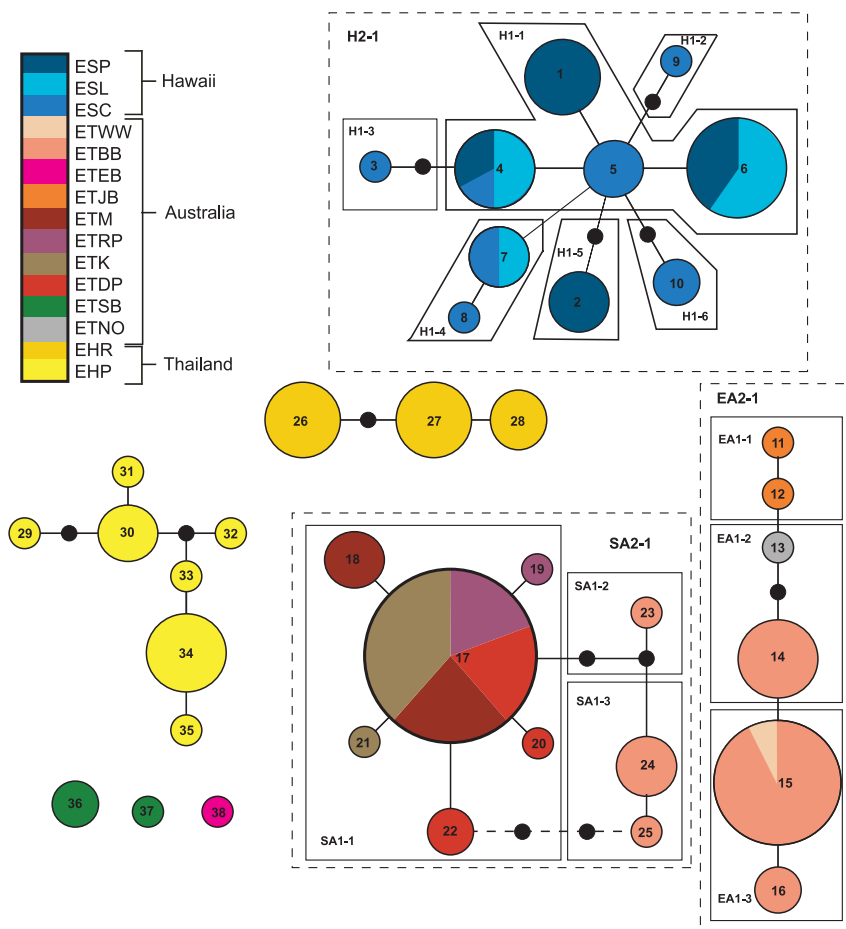 ESP
ESL
ESC
ETWW
ETBB
ETEB
ETJB
ETM
ETRP
ETK
ETDP
ETSB
ETNO
EHR
EHP
Hawaii
Australia
Thailand
H2-1
H1-1
H1-2
1
9
H1-3
3
4
5
6
7
H1-5
2
10
8
H1-4
H1-6
26
27
28
EA2-1
EA1-1
11
12
EA1-2
13
14
15
16
EA1-3
31
29
30
32
33
34
35
36
37
38
SA2-1
18
19
SA1-2
23
17
SA1-3
21
20
24
22
25
SA1-1